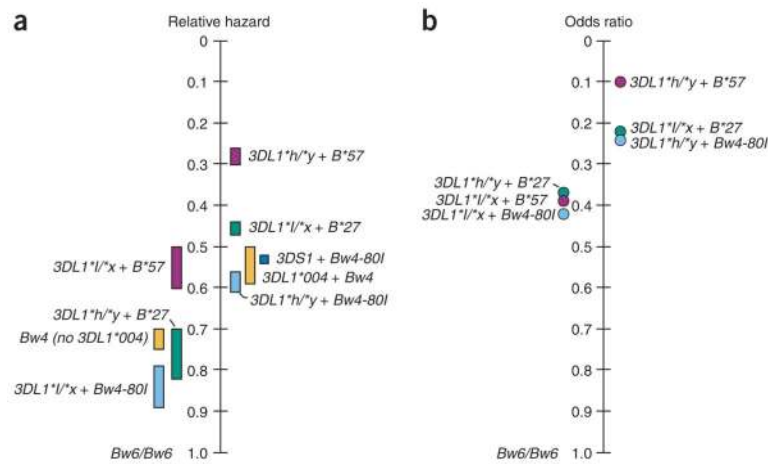 a
Relative hazard
0
0.1
0.2
0.3
0.4
0.5
0.6
0.7
0.8
0.9
Bw6/Bw6 1.0
3DL1*h/*y + B*57
3DL1*l/*x + B*27
3DS1 + Bw4-80I
3DL1*004 + Bw4
3DL1*h/*y + Bw4-80I
3DL1*l/*x + B*57
3DL1*h/*y + B*27
Bw4 (no 3DL1*004)
3DL1*l/*x + Bw4-80I
b
Odds ratio
0
0.1
0.2
0.3
0.4
0.5
0.6
0.7
0.8
0.9
Bw6/Bw6 1.0
3DL1*h/*y + B*57
3DL1*l/*x + B*27
3DL1*h/*y + Bw4-80I
3DL1*h/*y + B*27
3DL1*l/*x + B*57
3DL1*l/*x + Bw4-80I